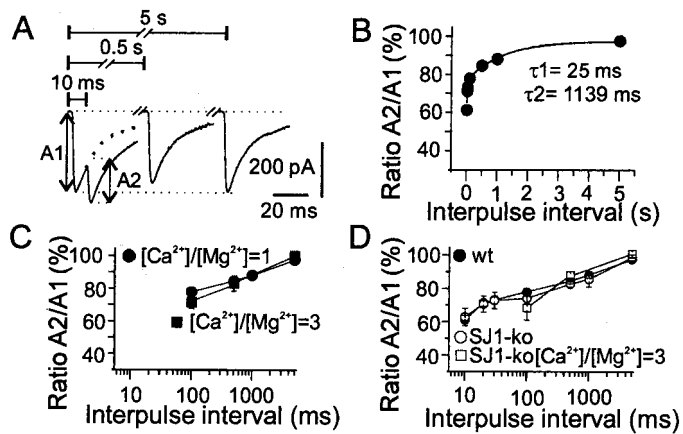 A
5 s
0.5 s
10 ms
A1
A2
200 pA
20 ms
B
Ratio A2/A1 (%)
100
80
60
40
τ1= 25 ms
τ2= 1139 ms
0 1 2 3 4 5
Interpulse interval (s)
C
Ratio A2/A1 (%)
100
80
60
40
[Ca²⁺]/[Mg²⁺]=1
[Ca²⁺]/[Mg²⁺]=3
10 100 1000
Interpulse interval (ms)
D
Ratio A2/A1 (%)
100
80
60
40
wt
SJ1-ko
SJ1-ko[Ca²⁺]/[Mg²⁺]=3
10 100 1000
Interpulse interval (ms)